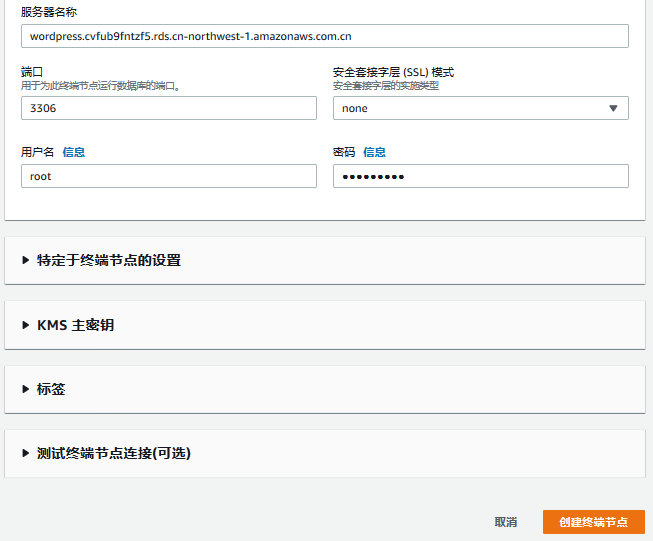 服务器名称
wordpress.cvfub9fntzf5.rds.cn-northwest-1.amazonaws.com.cn
端口
用于为此终端节点运行数据库的端口。
3306
安全套接字层 (SSL) 模式
安全套接字层的实施类型
none
用户名 信息
root
密码 信息
•••••••••
特定于终端节点的设置
KMS 主密钥
标签
测试终端节点连接(可选)
取消
创建终端节点